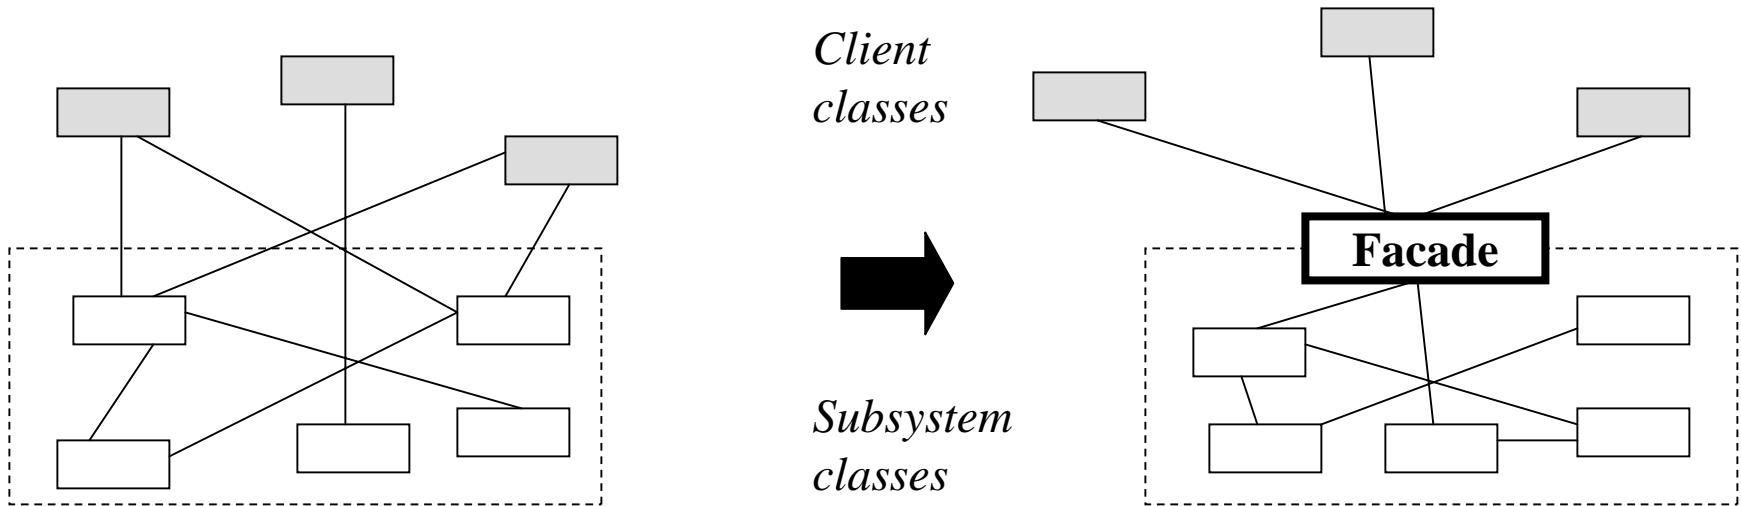 Client
classes
Facade
Subsystem
classes